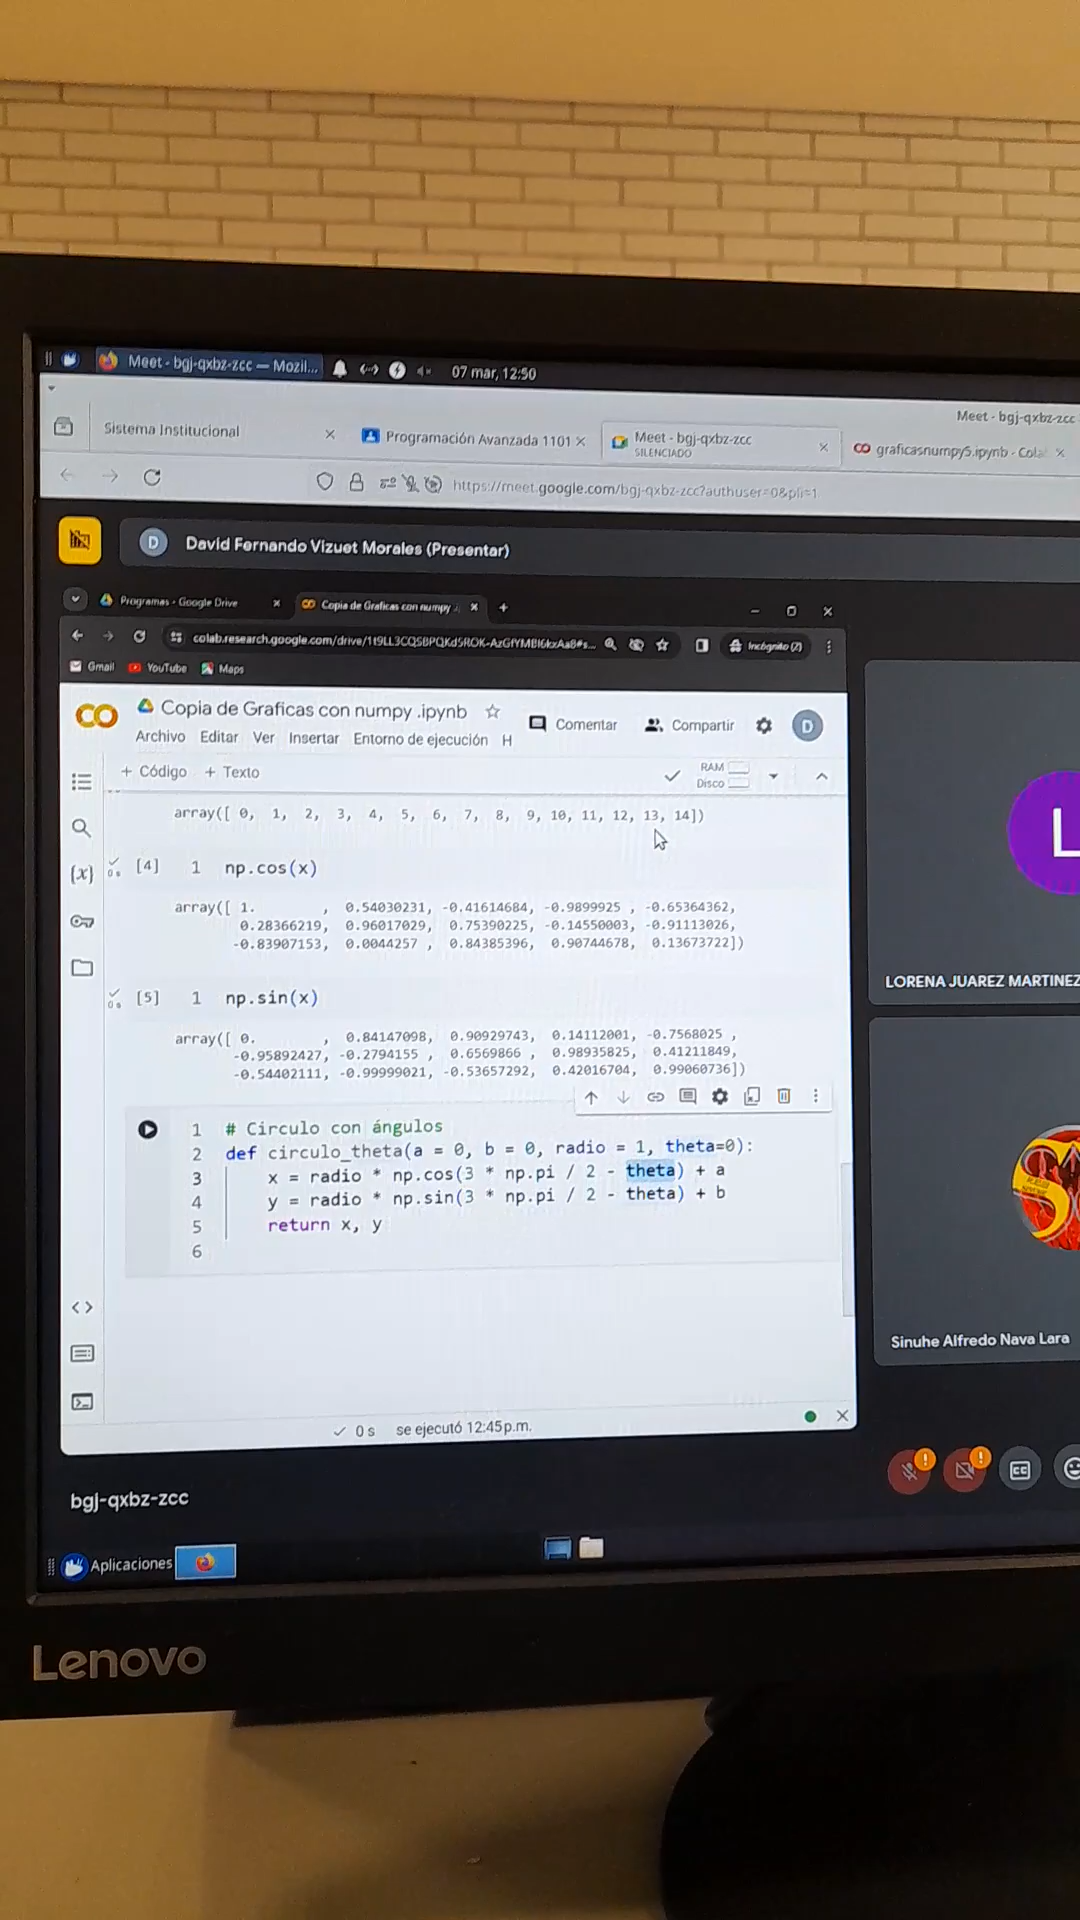 Meet - bgj-qxbz-zcc — Mozil...
07 mar, 12:50
Meet - bgj-qxbz-zcc
Sistema Institucional
Programación Avanzada 1101
Meet - bgj-qxbz-zcc
SILENCIADO
graficasnumpy5.ipynb - Cola
https://meet.google.com/bgj-qxbz-zcc?authuser=0&pli=1
D
David Fernando Vizuet Morales (Presentar)
Programas - Google Drive
Copia de Graficas con numpy
Incógnito (2)
Gmail
YouTube
Maps
CO
Copia de Graficas con numpy .ipynb
Comentar
Compartir
D
Archivo Editar Ver Insertar Entorno de ejecución H
+ Código + Texto
RAM
Disco
array([ 0, 1, 2, 3, 4, 5, 6, 7, 8, 9, 10, 11, 12, 13, 14])
{x}
0s
[4] 1 np.cos(x)
array([ 1. , 0.54030231, -0.41614684, -0.9899925 , -0.65364362,
0.28366219, 0.96017029, 0.75390225, -0.14550003, -0.91113026,
-0.83907153, 0.0044257 , 0.84385396, 0.90744678, 0.13673722])
0s
[5] 1 np.sin(x)
array([ 0. , 0.84147098, 0.90929743, 0.14112001, -0.7568025 ,
-0.95892427, -0.2794155 , 0.6569866 , 0.98935825, 0.41211849,
-0.54402111, -0.99999021, -0.53657292, 0.42016704, 0.99060736])
1 # Circulo con ángulos
2 def circulo_theta(a = 0, b = 0, radio = 1, theta=0):
3 x = radio * np.cos(3 * np.pi / 2 - theta) + a
4 y = radio * np.sin(3 * np.pi / 2 - theta) + b
5 return x, y
6
0 s se ejecutó 12:45 p.m.
L
LORENA JUAREZ MARTINEZ
Sinuhe Alfredo Nava Lara
bgj-qxbz-zcc
Aplicaciones
Lenovo